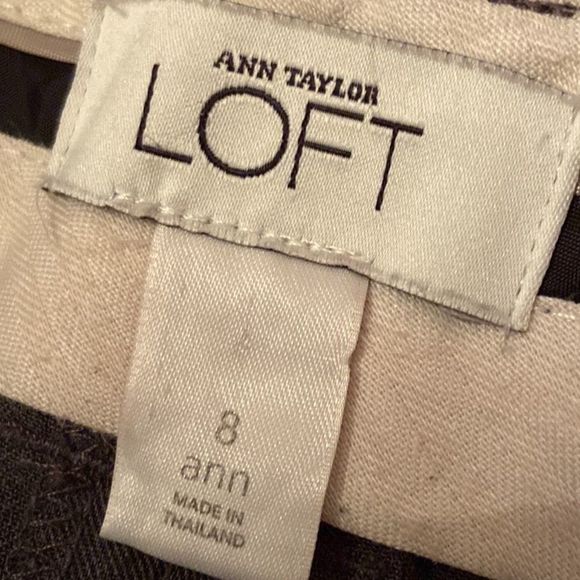 ANN TAYLOR
LOFT
8
ann
MADE IN
THAILAND